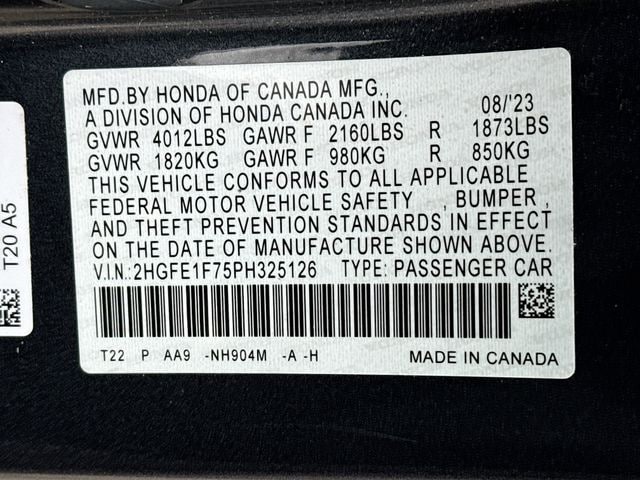 MFD.BY HONDA OF CANADA MFG.,
A DIVISION OF HONDA CANADA INC. 08/'23
GVWR 4012LBS GAWR F 2160LBS R 1873LBS
GVWR 1820KG GAWR F 980KG R 850KG
THIS VEHICLE CONFORMS TO ALL APPLICABLE
FEDERAL MOTOR VEHICLE SAFETY , BUMPER ,
AND THEFT PREVENTION STANDARDS IN EFFECT
ON THE DATE OF MANUFACTURE SHOWN ABOVE.
V.I.N.:2HGFE1F75PH325126 TYPE: PASSENGER CAR
T22 P AA9 -NH904M -A -H MADE IN CANADA
T20 A5